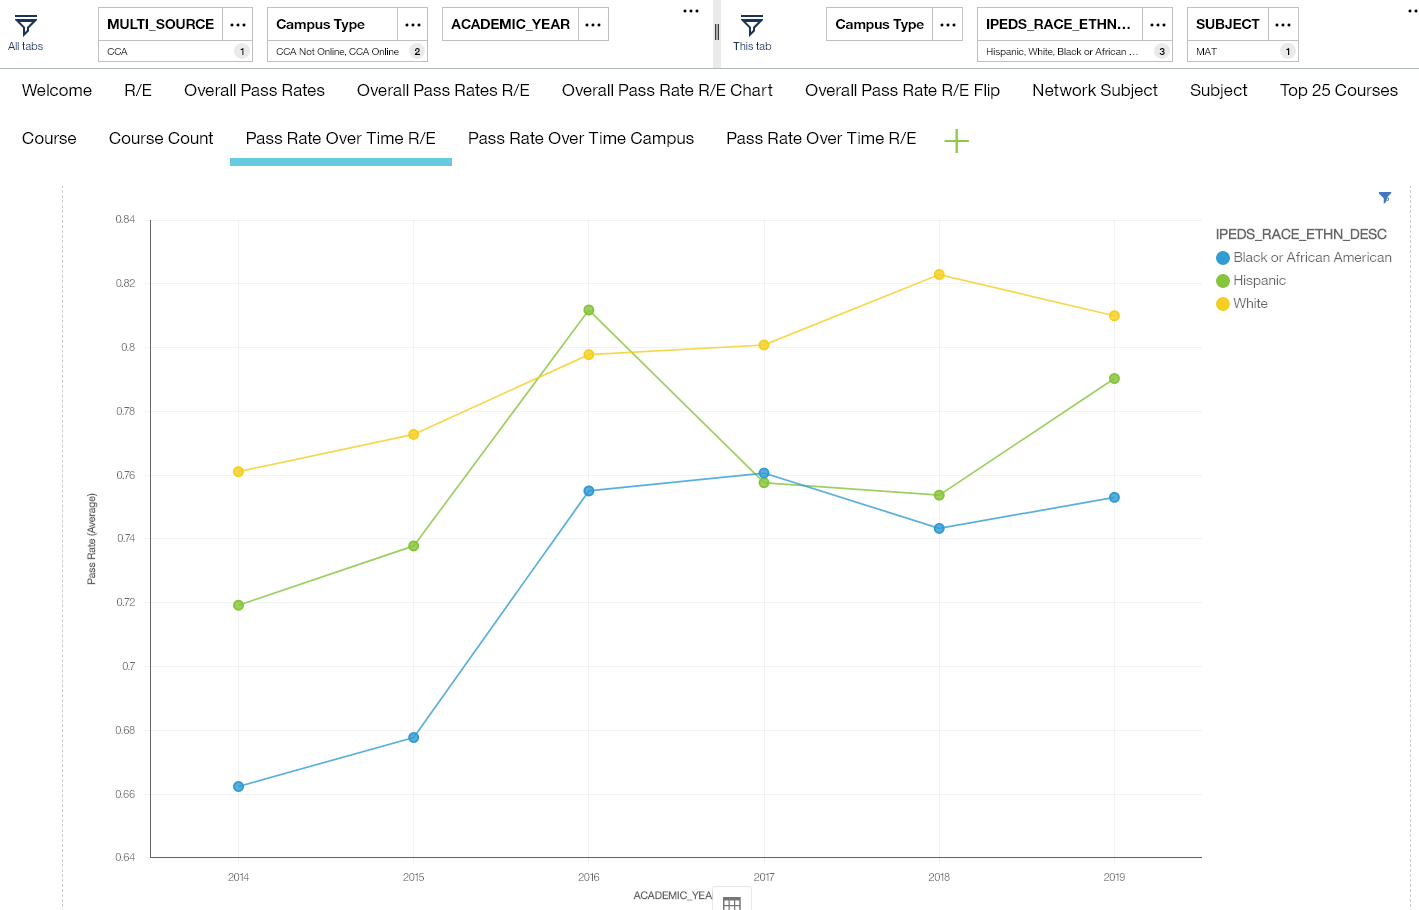 All tabs
MULTI_SOURCE ...
CCA 1
Campus Type ...
CCA Not Online, CCA Online 2
ACADEMIC_YEAR ...
...
This tab
Campus Type ...
IPEDS_RACE_ETHN... ...
Hispanic, White, Black or African ... 3
SUBJECT ...
MAT 1
Welcome R/E Overall Pass Rates Overall Pass Rates R/E Overall Pass Rate R/E Chart Overall Pass Rate R/E Flip Network Subject Subject Top 25 Courses
Course Course Count Pass Rate Over Time R/E Pass Rate Over Time Campus Pass Rate Over Time R/E
IPEDS_RACE_ETHN_DESC
Black or African American
Hispanic
White
Pass Rate (Average)
0.84
0.82
0.8
0.78
0.76
0.74
0.72
0.7
0.68
0.66
0.64
2014 2015 2016 2017 2018 2019
ACADEMIC_YEA